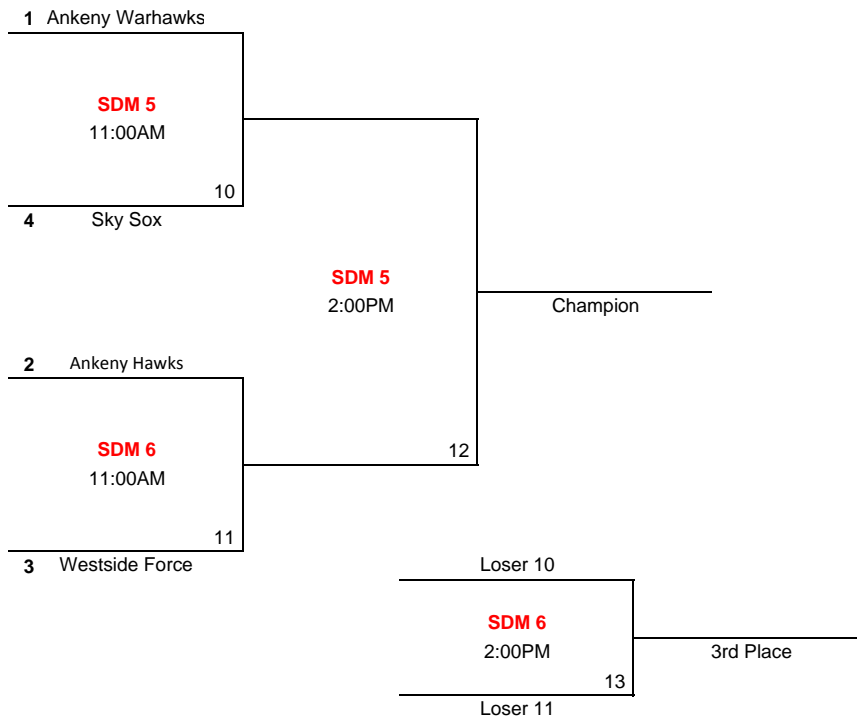 1 Ankeny Warhawks
SDM 5
11:00AM
10
4 Sky Sox
SDM 5
2:00PM
Champion
2 Ankeny Hawks
SDM 6
11:00AM
12
11
3 Westside Force
Loser 10
SDM 6
2:00PM
3rd Place
13
Loser 11